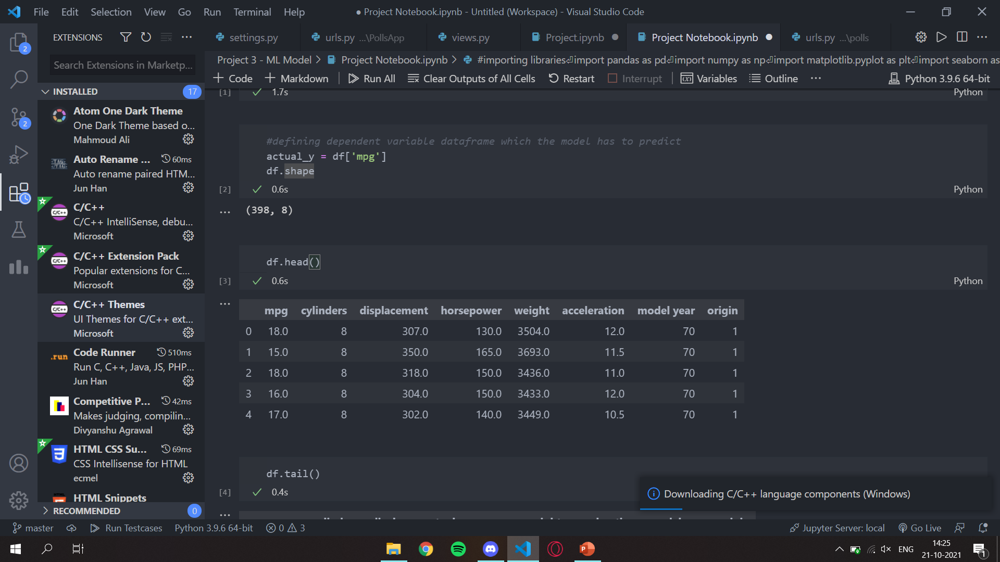 File Edit Selection View Go Run Terminal Help
● Project Notebook.ipynb - Untitled (Workspace) - Visual Studio Code
EXTENSIONS
settings.py
urls.py ...\PollsApp
views.py
Project.ipynb
Project Notebook.ipynb
urls.py ...\polls
2
Search Extensions in Marketp...
Project 3 - ML Model > Project Notebook.ipynb > #importing libraries⏎import pandas as pd⏎import numpy as np⏎import matplotlib.pyplot as plt⏎import seaborn as
+ Code + Markdown Run All Clear Outputs of All Cells Restart Interrupt Variables Outline ... Python 3.9.6 64-bit
INSTALLED 17
2
Atom One Dark Theme
One Dark Theme based o...
Mahmoud Ali
Auto Rename ... 60ms
Auto rename paired HTM...
Jun Han
C/C++
C/C++ IntelliSense, debu...
Microsoft
C/C++ Extension Pack
Popular extensions for C...
Microsoft
C/C++ Themes
UI Themes for C/C++ ext...
Microsoft
Code Runner 510ms
Run C, C++, Java, JS, PHP...
Jun Han
Competitive P... 42ms
Makes judging, compilin...
Divyanshu Agrawal
HTML CSS Su... 69ms
CSS Intellisense for HTML
ecmel
HTML Snippets
RECOMMENDED 0
[1] 1.7s Python
#defining dependent variable dataframe which the model has to predict
actual_y = df['mpg']
df.shape
[2] 0.6s Python
... (398, 8)
df.head()
[3] 0.6s Python
...
mpg cylinders displacement horsepower weight acceleration model year origin
0 18.0 8 307.0 130.0 3504.0 12.0 70 1
1 15.0 8 350.0 165.0 3693.0 11.5 70 1
2 18.0 8 318.0 150.0 3436.0 11.0 70 1
3 16.0 8 304.0 150.0 3433.0 12.0 70 1
4 17.0 8 302.0 140.0 3449.0 10.5 70 1
df.tail()
[4] 0.4s
...
Downloading C/C++ language components (Windows)
master Run Testcases Python 3.9.6 64-bit 0 3 Jupyter Server: local Go Live
ENG
14:25
21-10-2021
1